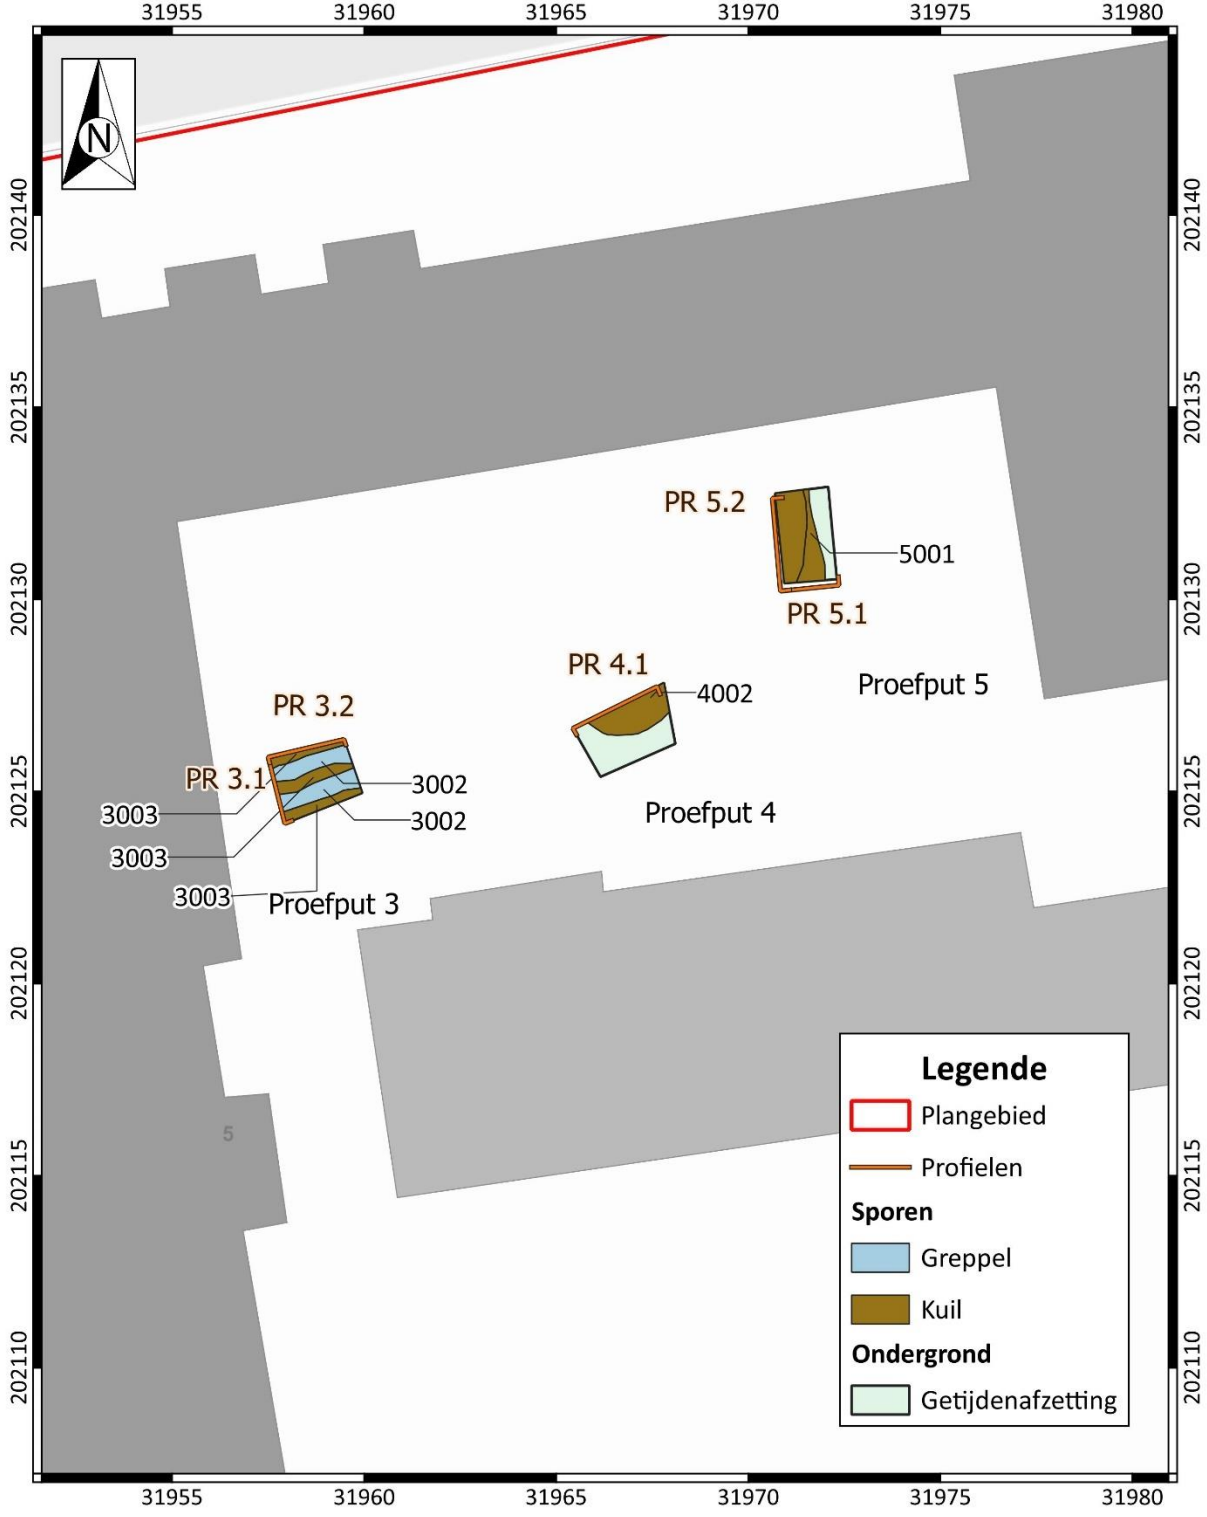 31955 31960 31965 31970 31975 31980
N
202140 202140
202135 202135
PR 5.2
5001
202130 202130
PR 5.1
PR 4.1
Proefput 5
4002
PR 3.2
PR 3.1
202125 202125
3002
3003
Proefput 4
3002
3003
3003
Proefput 3
202120 202120
Legende
Plangebied
5
Profielen
202115 202115
Sporen
Greppel
Kuil
Ondergrond
202110 202110
Getijdenafzetting
31955 31960 31965 31970 31975 31980